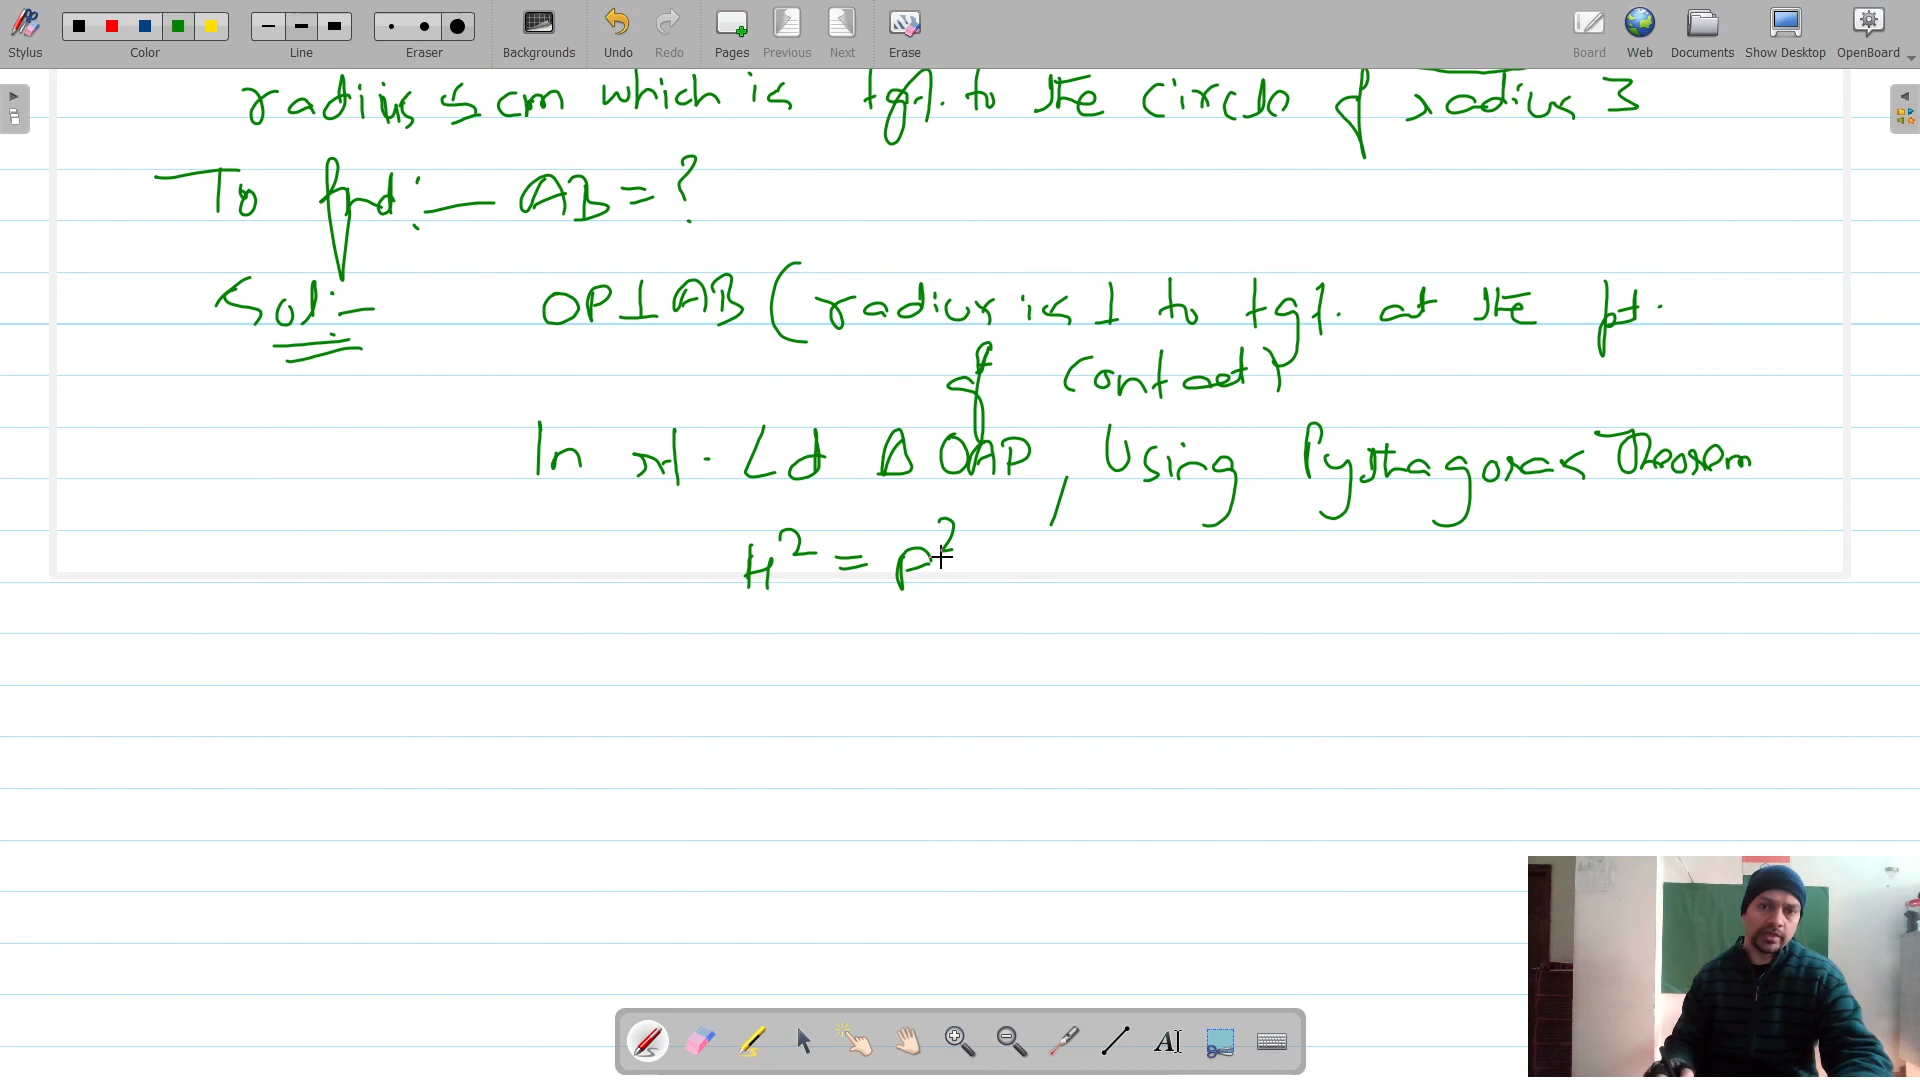 Stylus Color Line Eraser Backgrounds Undo Redo Pages Previous Next Erase Board Web Documents Show Desktop OpenBoard
radius 5 cm which is tgt. to the circle of radius 3
To find:— AB=?
Sol:— OP⊥AB (radius is ⊥ to tgt. at the pt.
of contact)
In rt. ∠d Δ OAP, Using Pythagoras Theorem
H² = P²